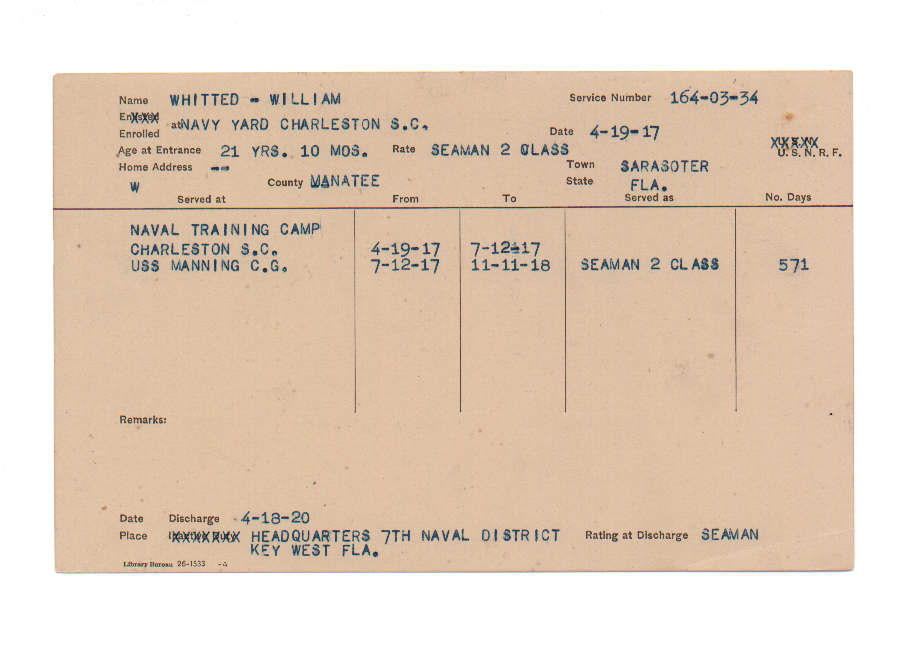 Name WHITTED - WILLIAM Service Number 164-03-34
Enlisted
Enrolled at NAVY YARD CHARLESTON S.C. Date 4-19-17
Age at Entrance 21 YRS. 10 MOS. Rate SEAMAN 2 CLASS U. S. N. R. F.
Home Address -- Town SARASOTER
W County MANATEE State FLA.
Served at From To Served as No. Days
NAVAL TRAINING CAMP
CHARLESTON S.C. 4-19-17 7-12-17
USS MANNING C.G. 7-12-17 11-11-18 SEAMAN 2 CLASS 571
Remarks:
Date Discharge 4-18-20
Place Inactive Duty HEADQUARTERS 7TH NAVAL DISTRICT Rating at Discharge SEAMAN
KEY WEST FLA.
Library Bureau 26-1533 -A